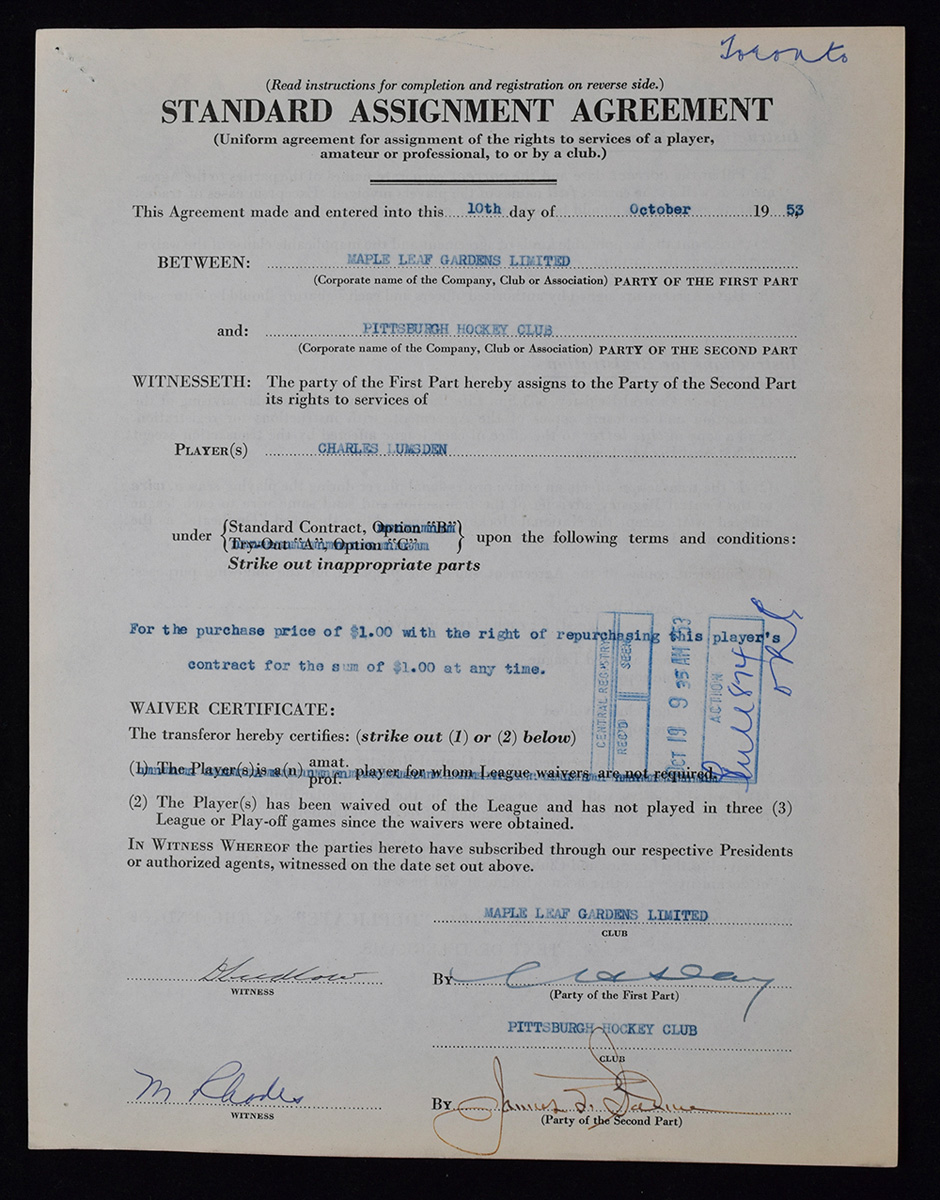 Toronto
(Read instructions for completion and registration on reverse side.)
STANDARD ASSIGNMENT AGREEMENT
(Uniform agreement for assignment of the rights to services of a player,
amateur or professional, to or by a club.)
This Agreement made and entered into this 10th day of October 19 53
BETWEEN: MAPLE LEAF GARDENS LIMITED
(Corporate name of the Company, Club or Association) PARTY OF THE FIRST PART
and: PITTSBURGH HOCKEY CLUB
(Corporate name of the Company, Club or Association) PARTY OF THE SECOND PART
WITNESSETH: The party of the First Part hereby assigns to the Party of the Second Part
its rights to services of
PLAYER(S) CHARLES LUMSDEN
under {Standard Contract, Option "B"} upon the following terms and conditions:
{Try-Out "A", Option "C"}
Strike out inappropriate parts
For the purchase price of $1.00 with the right of repurchasing this player's
contract for the sum of $1.00 at any time.
CENTRAL REGISTRY
REC'D SEEN
OCT 19 9 35 AM '53
ACTION
WAIVER CERTIFICATE:
The transferor hereby certifies: (strike out (1) or (2) below)
(1) The Player(s) is a(n) amat. prof. player for whom League waivers are not required.
(2) The Player(s) has been waived out of the League and has not played in three (3)
League or Play-off games since the waivers were obtained.
IN WITNESS WHEREOF the parties hereto have subscribed through our respective Presidents
or authorized agents, witnessed on the date set out above.
MAPLE LEAF GARDENS LIMITED
CLUB
By
WITNESS (Party of the First Part)
PITTSBURGH HOCKEY CLUB
CLUB
M Rhodes By James
WITNESS (Party of the Second Part)